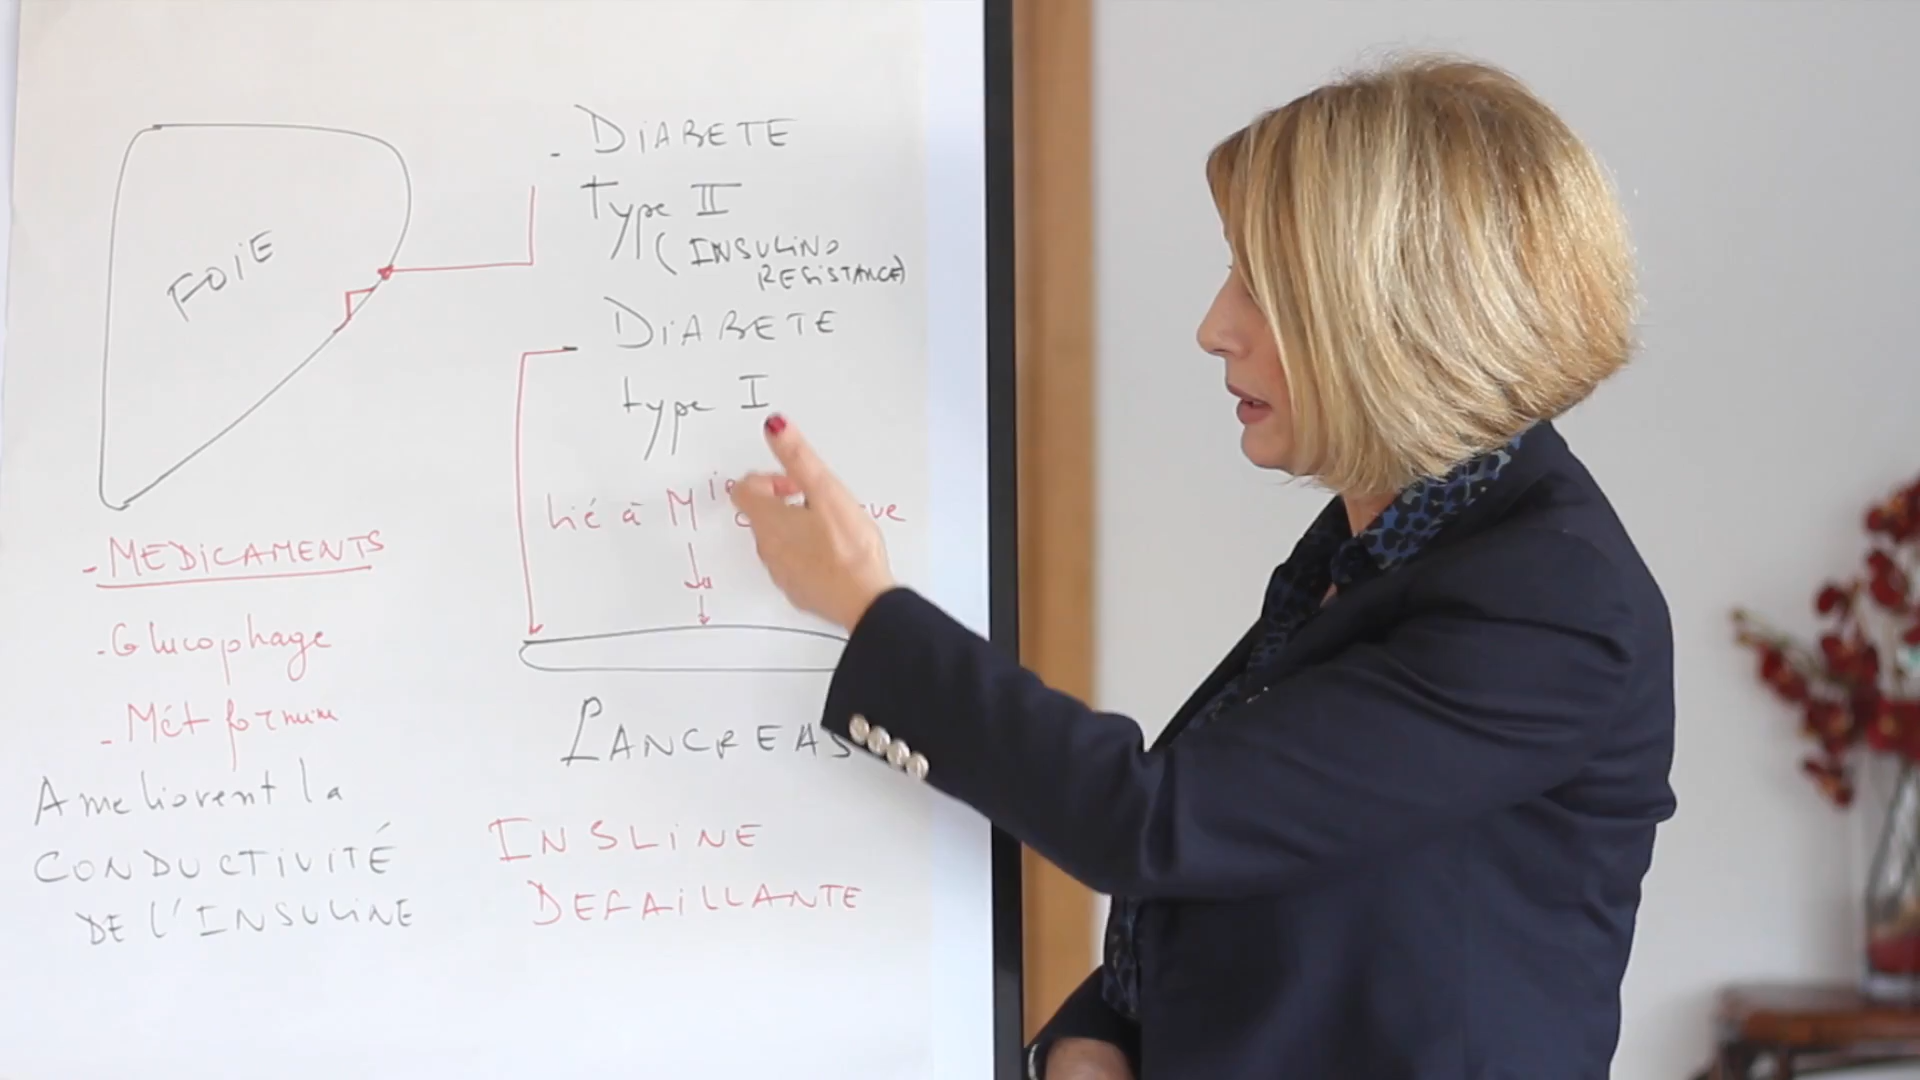 FOIE
- DIABETE
Type II
(INSULINO
RESISTANCE)
DIABETE
type I
lié à M
PANCREAS
INSLINE
DEFAILLANTE
- MEDICAMENTS
- Glucophage
- Métformine
Ameliorent la
CONDUCTIVITÉ
DE l'INSULINE